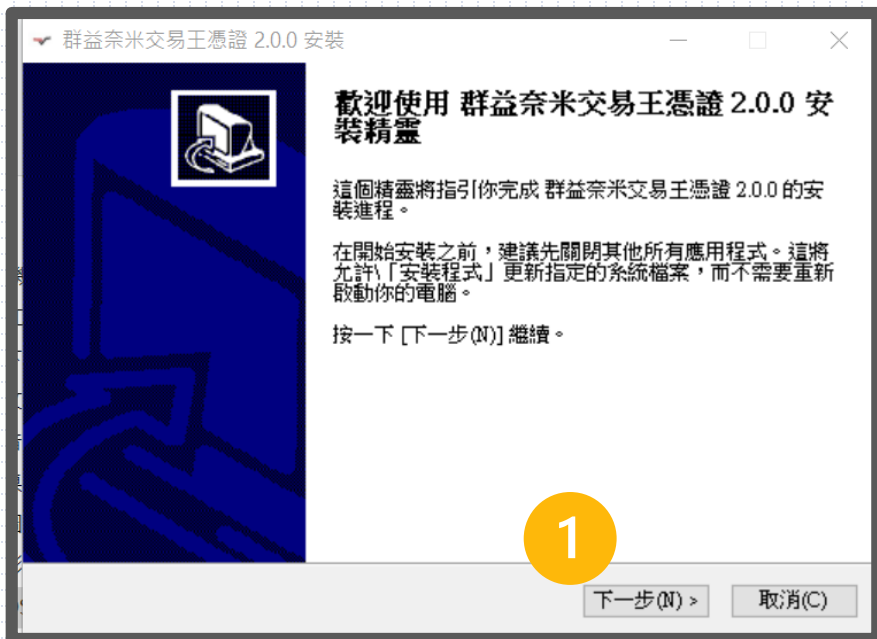 群益奈米交易王憑證 2.0.0 安裝
歡迎使用 群益奈米交易王憑證 2.0.0 安
裝精靈
這個精靈將指引你完成 群益奈米交易王憑證 2.0.0 的安
裝進程。
在開始安裝之前，建議先關閉其他所有應用程式。這將
允許\「安裝程式」更新指定的系統檔案，而不需要重新
啟動你的電腦。
按一下 [下一步(N)] 繼續。
1
下一步(N) >
取消(C)